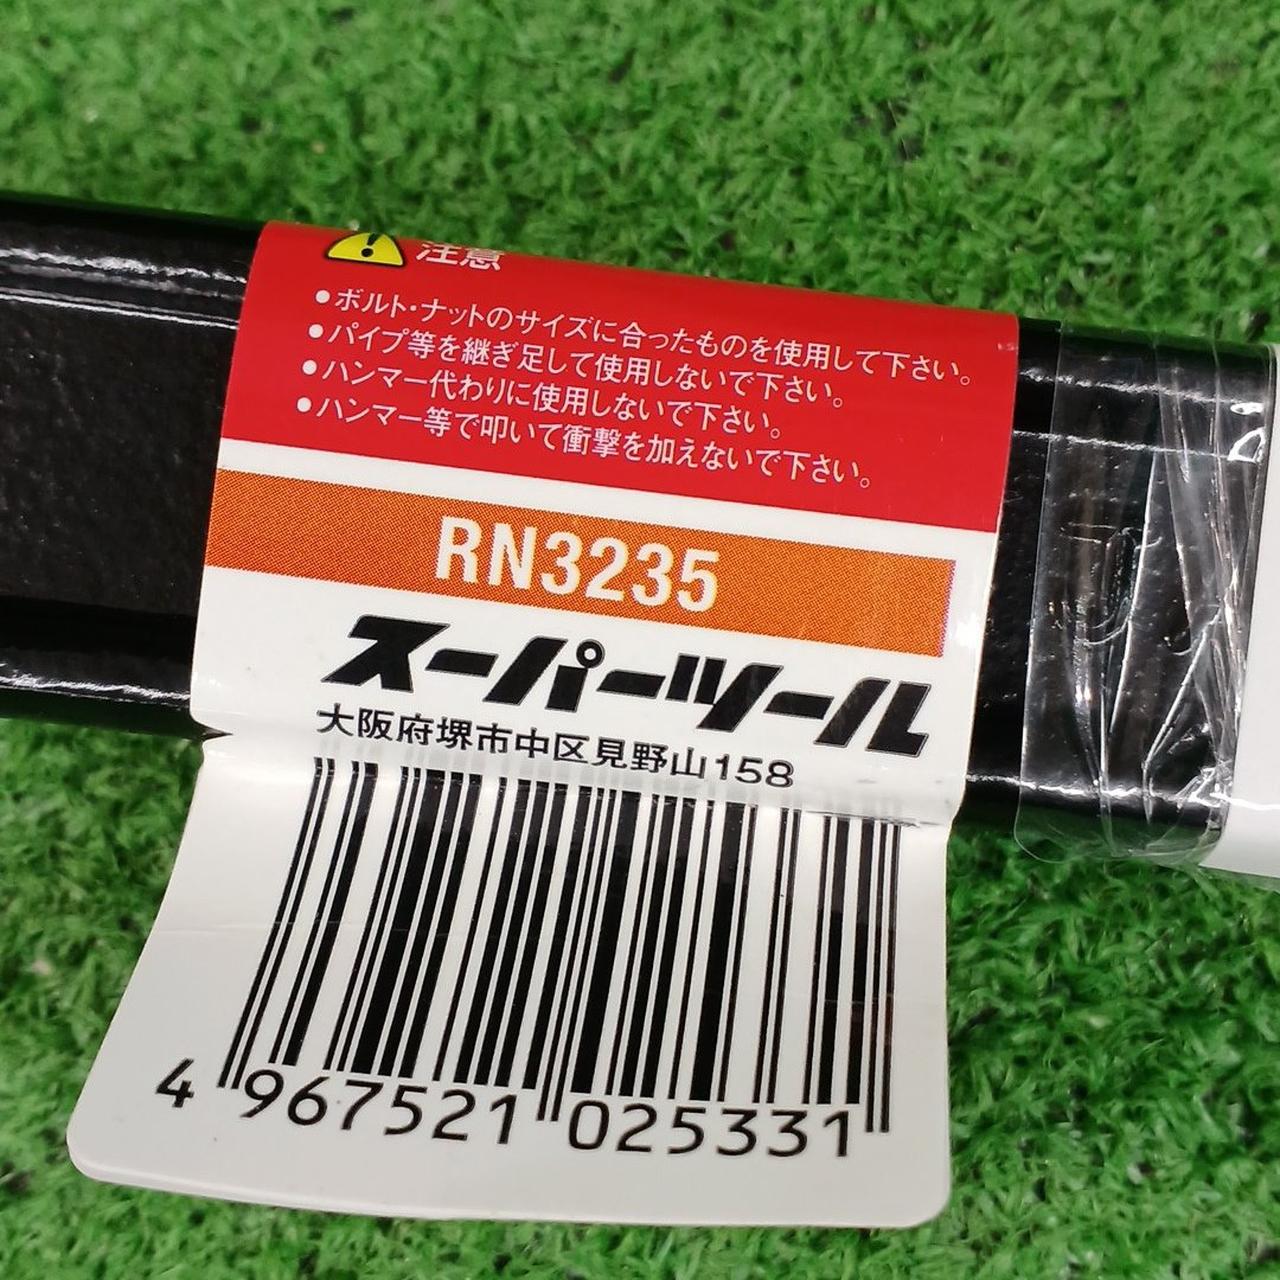 注意
●ボルト・ナットのサイズに合ったものを使用して下さい。
●パイプ等を継ぎ足して使用しないで下さい。
●ハンマー代わりに使用しないで下さい。
●ハンマー等で叩いて衝撃を加えないで下さい。
RN3235
スーパーツール
大阪府堺市中区見野山158
4 967521 025331